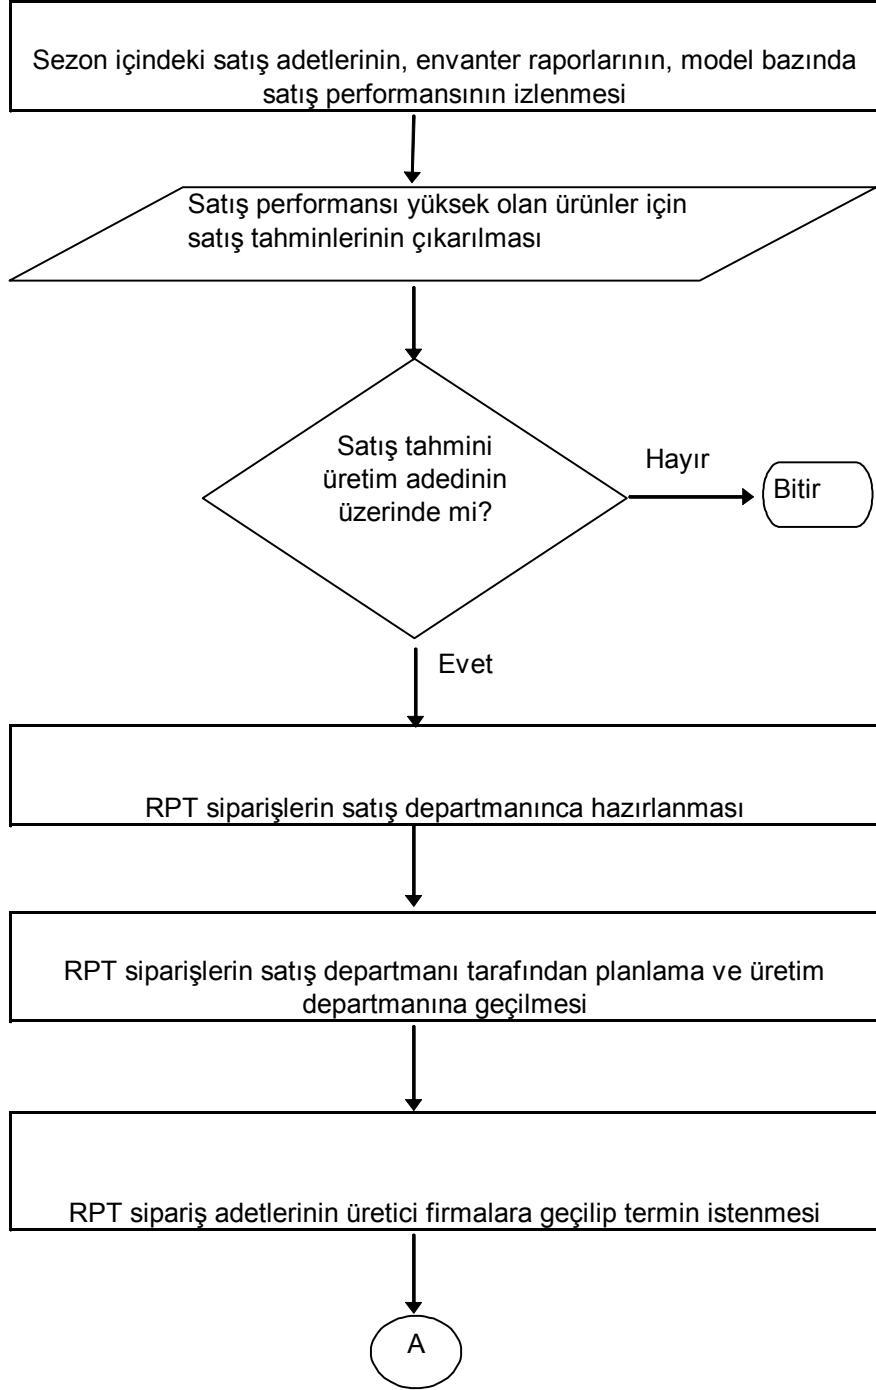 Sezon içindeki satış adetlerinin, envanter raporlarının, model bazında
satış performansının izlenmesi
Satış performansı yüksek olan ürünler için
satış tahminlerinin çıkarılması
Satış tahmini
üretim adedinin
üzerinde mi?
Hayır
Bitir
Evet
RPT siparişlerin satış departmanınca hazırlanması
RPT siparişlerin satış departmanı tarafından planlama ve üretim
departmanına geçilmesi
RPT sipariş adetlerinin üretici firmalara geçilip termin istenmesi
A